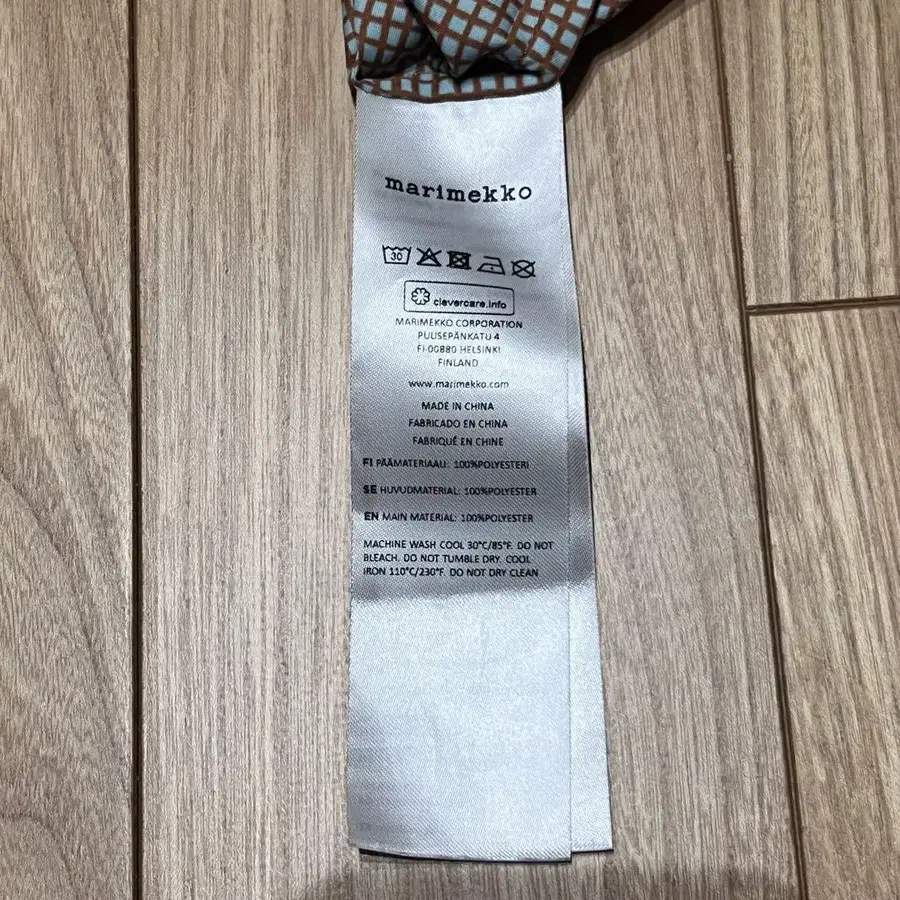 marimekko
30
clevercare.info
MARIMEKKO CORPORATION
PUUSEPÄNKATU 4
FI-00880 HELSINKI
FINLAND
www.marimekko.com
MADE IN CHINA
FABRICADO EN CHINA
FABRIQUÉ EN CHINE
FI PÄÄMATERIAALI: 100%POLYESTERI
SE HUVUDMATERIAL: 100%POLYESTER
EN MAIN MATERIAL: 100%POLYESTER
MACHINE WASH COOL 30°C/85°F. DO NOT
BLEACH. DO NOT TUMBLE DRY. COOL
IRON 110°C/230°F. DO NOT DRY CLEAN